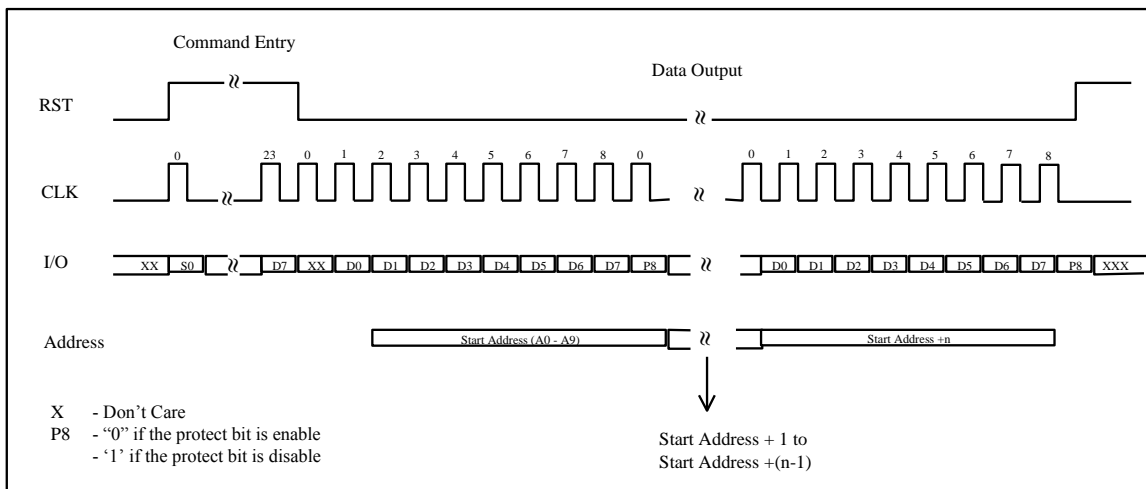 Command Entry
Data Output
RST
0 23 0 1 2 3 4 5 6 7 8 0 0 1 2 3 4 5 6 7 8
CLK
I/O XX S0 D7 XX D0 D1 D2 D3 D4 D5 D6 D7 P8 D0 D1 D2 D3 D4 D5 D6 D7 P8 XXX
Address Start Address (A0 - A9) Start Address +n
X - Don't Care
P8 - “0” if the protect bit is enable
- ‘1’ if the protect bit is disable
Start Address + 1 to
Start Address +(n-1)